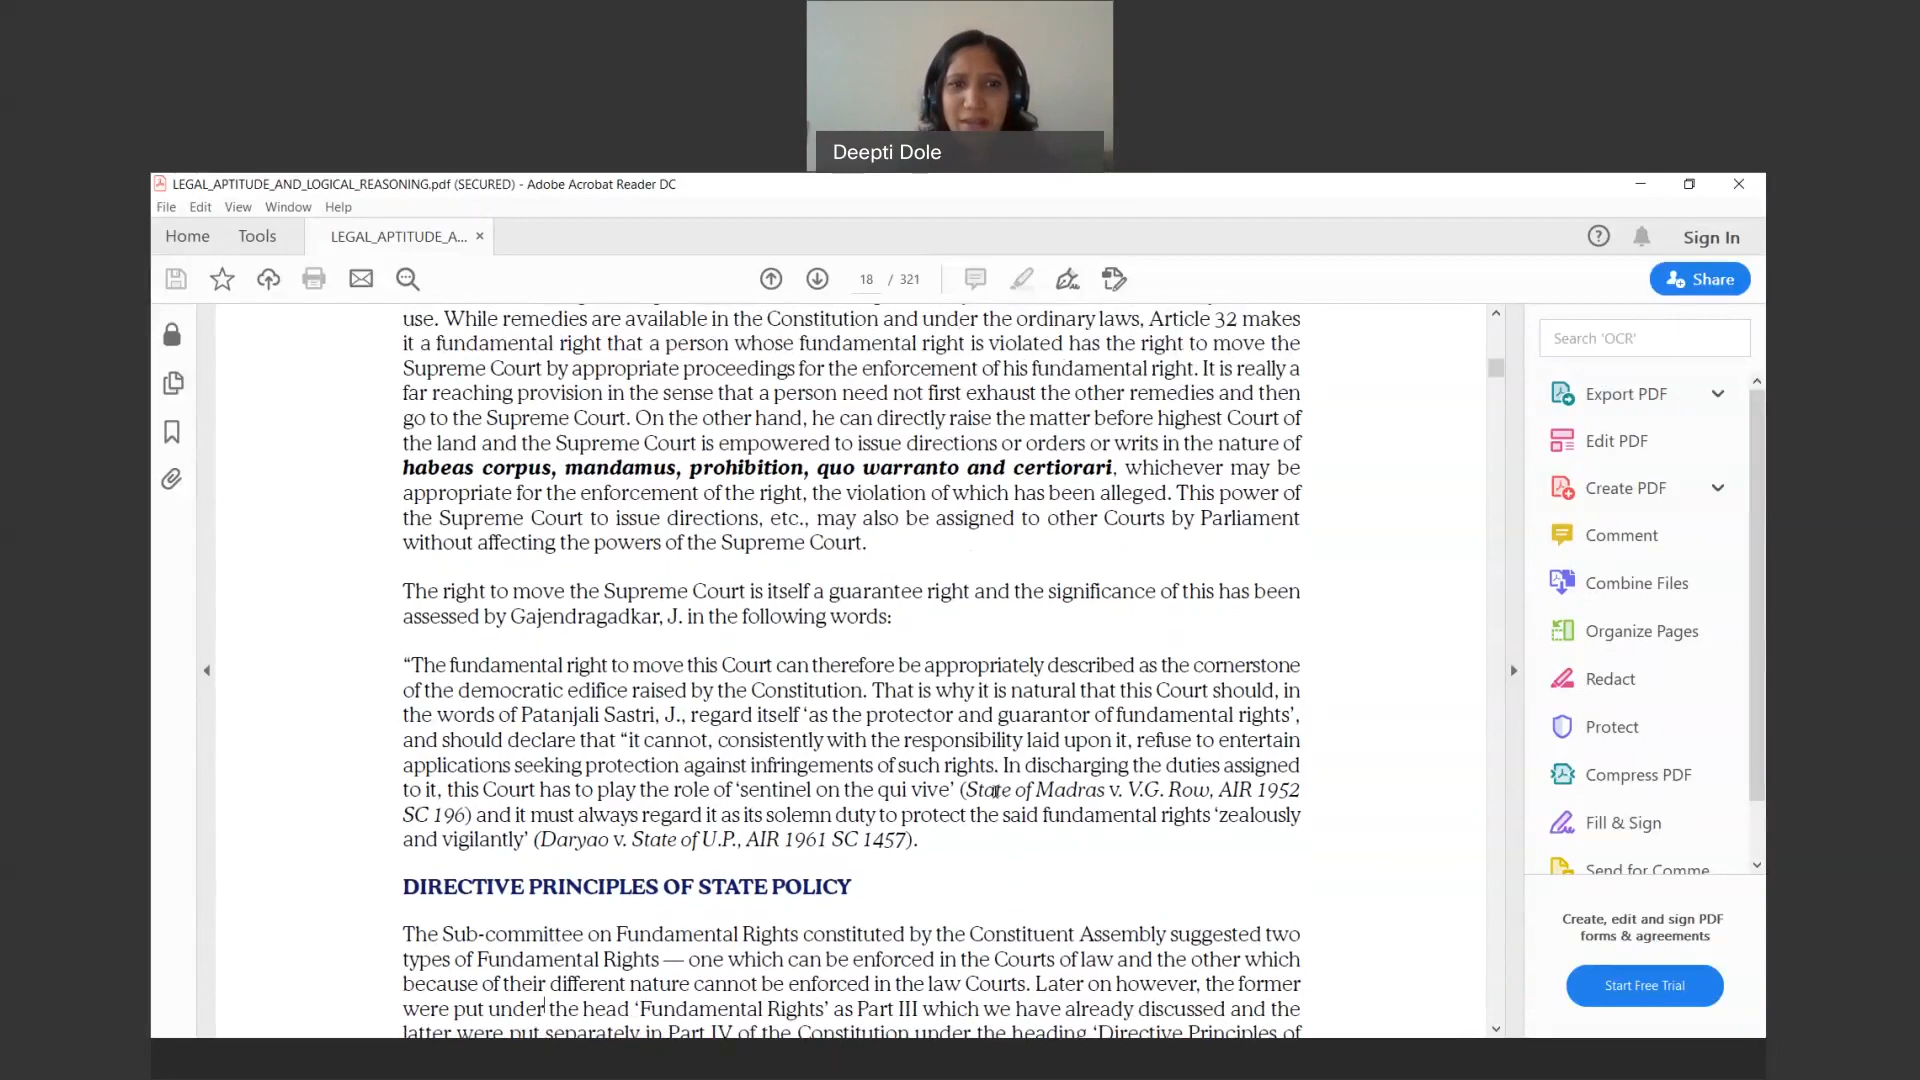 Deepti Dole
LEGAL_APTITUDE_AND_LOGICAL_REASONING.pdf (SECURED) - Adobe Acrobat Reader DC
File Edit View Window Help
Home Tools LEGAL_APTITUDE_A... × Sign In
18 / 321 Share
use. While remedies are available in the Constitution and under the ordinary laws, Article 32 makes
it a fundamental right that a person whose fundamental right is violated has the right to move the
Supreme Court by appropriate proceedings for the enforcement of his fundamental right. It is really a
far reaching provision in the sense that a person need not first exhaust the other remedies and then
go to the Supreme Court. On the other hand, he can directly raise the matter before highest Court of
the land and the Supreme Court is empowered to issue directions or orders or writs in the nature of
habeas corpus, mandamus, prohibition, quo warranto and certiorari, whichever may be
appropriate for the enforcement of the right, the violation of which has been alleged. This power of
the Supreme Court to issue directions, etc., may also be assigned to other Courts by Parliament
without affecting the powers of the Supreme Court.
The right to move the Supreme Court is itself a guarantee right and the significance of this has been
assessed by Gajendragadkar, J. in the following words:
“The fundamental right to move this Court can therefore be appropriately described as the cornerstone
of the democratic edifice raised by the Constitution. That is why it is natural that this Court should, in
the words of Patanjali Sastri, J., regard itself ‘as the protector and guarantor of fundamental rights’,
and should declare that “it cannot, consistently with the responsibility laid upon it, refuse to entertain
applications seeking protection against infringements of such rights. In discharging the duties assigned
to it, this Court has to play the role of ‘sentinel on the qui vive’ (State of Madras v. V.G. Row, AIR 1952
SC 196) and it must always regard it as its solemn duty to protect the said fundamental rights ‘zealously
and vigilantly’ (Daryao v. State of U.P., AIR 1961 SC 1457).
DIRECTIVE PRINCIPLES OF STATE POLICY
The Sub-committee on Fundamental Rights constituted by the Constituent Assembly suggested two
types of Fundamental Rights — one which can be enforced in the Courts of law and the other which
because of their different nature cannot be enforced in the law Courts. Later on however, the former
were put under the head ‘Fundamental Rights’ as Part III which we have already discussed and the
latter were put separately in Part IV of the Constitution under the heading ‘Directive Principles of
Search 'OCR'
Export PDF
Edit PDF
Create PDF
Comment
Combine Files
Organize Pages
Redact
Protect
Compress PDF
Fill & Sign
Send for Comme
Create, edit and sign PDF
forms & agreements
Start Free Trial